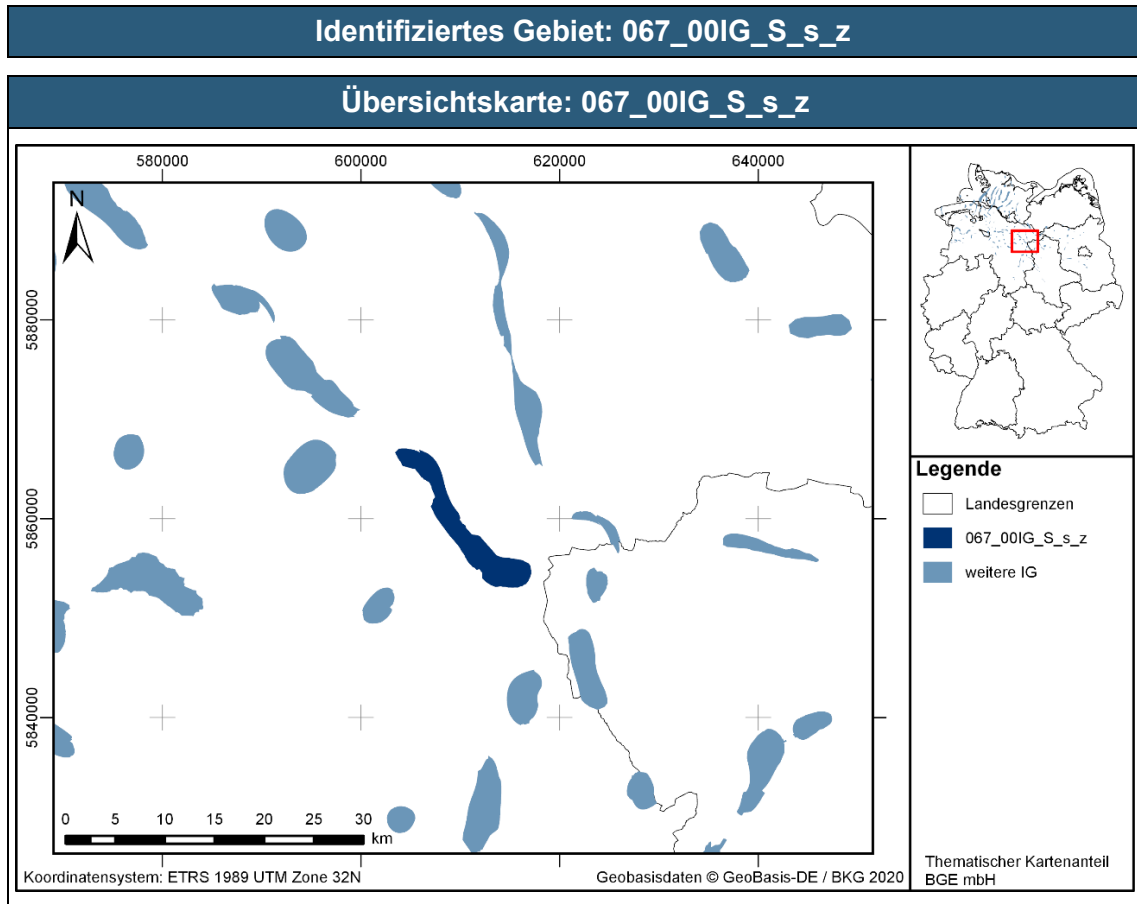 Identifiziertes Gebiet: 067_00IG_S_s_z
Übersichtskarte: 067_00IG_S_s_z
580000 600000 620000 640000
N
5880000
5860000
5840000
0 5 10 15 20 25 30
km
Koordinatensystem: ETRS 1989 UTM Zone 32N
Geobasisdaten © GeoBasis-DE / BKG 2020
Legende
Landesgrenzen
067_00IG_S_s_z
weitere IG
Thematischer Kartenanteil
BGE mbH